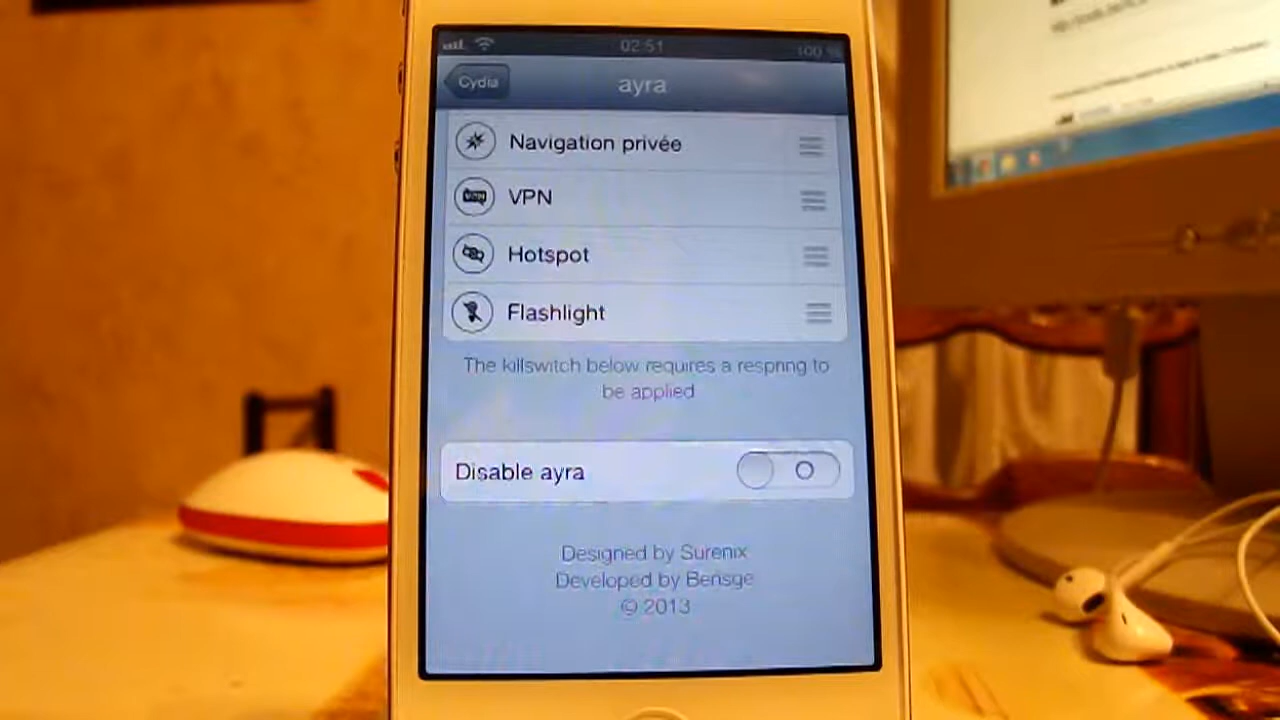 02:51
100 %
Cydia
ayra
Navigation privée
VPN
Hotspot
Flashlight
The killswitch below requires a respring to
be applied
Disable ayra
Designed by Surenix
Developed by Bensge
© 2013